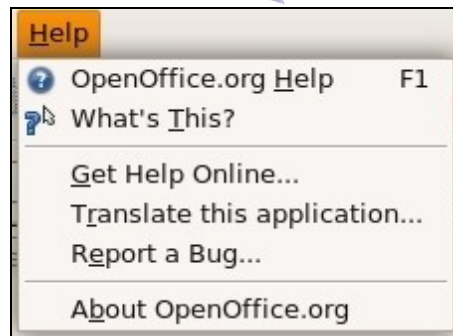 Help
OpenOffice.org Help F1
What's This?
Get Help Online...
Translate this application...
Report a Bug...
About OpenOffice.org